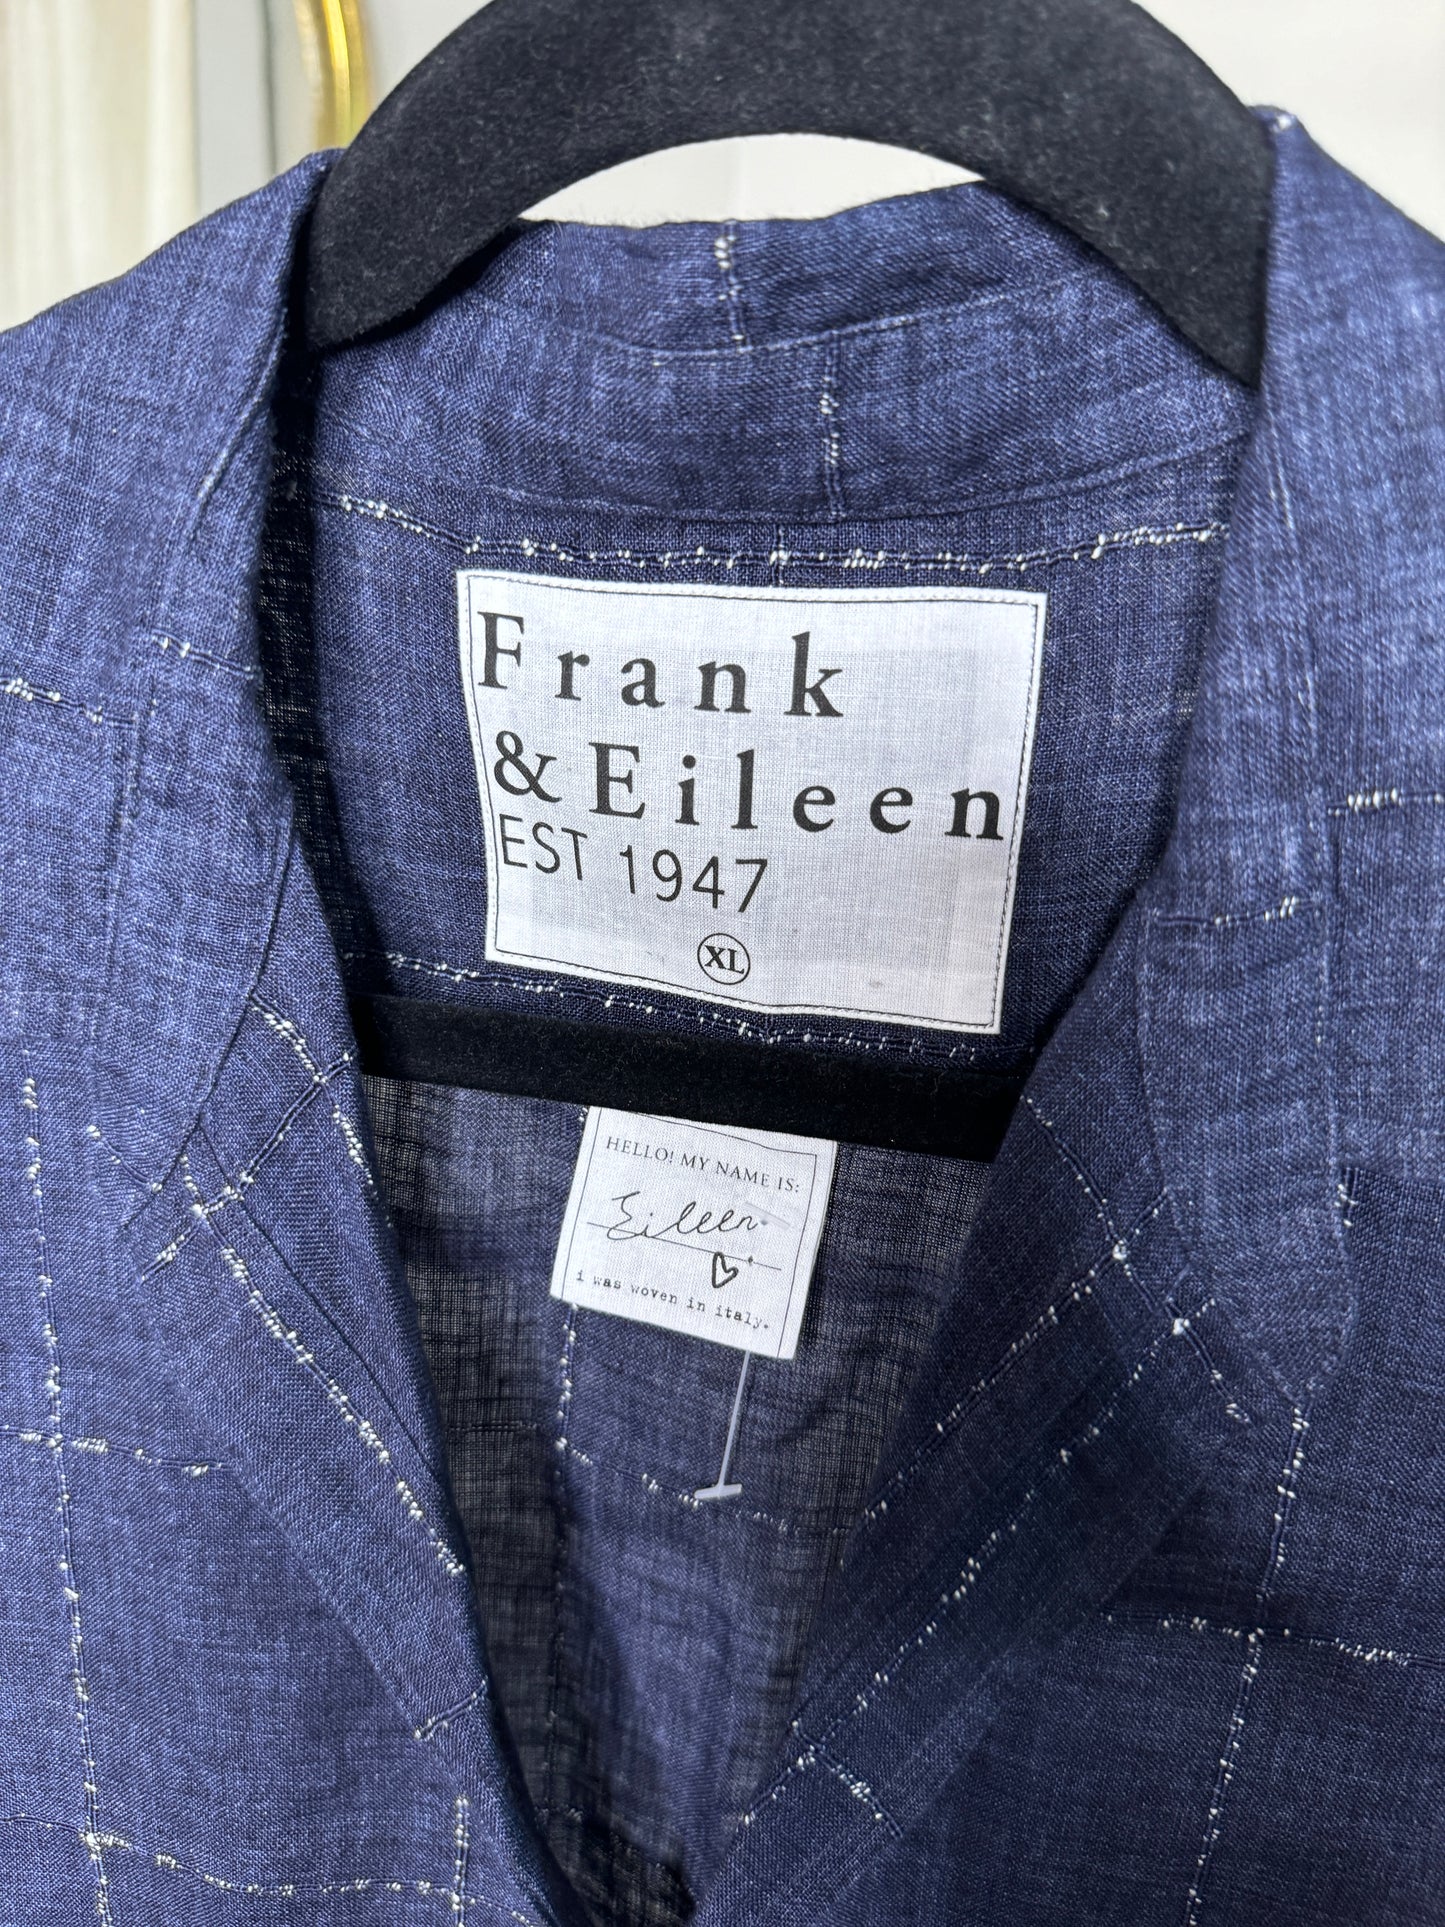 Frank
& Eileen
EST 1947
XL
HELLO! MY NAME IS:
Eileen
i was woven in italy.